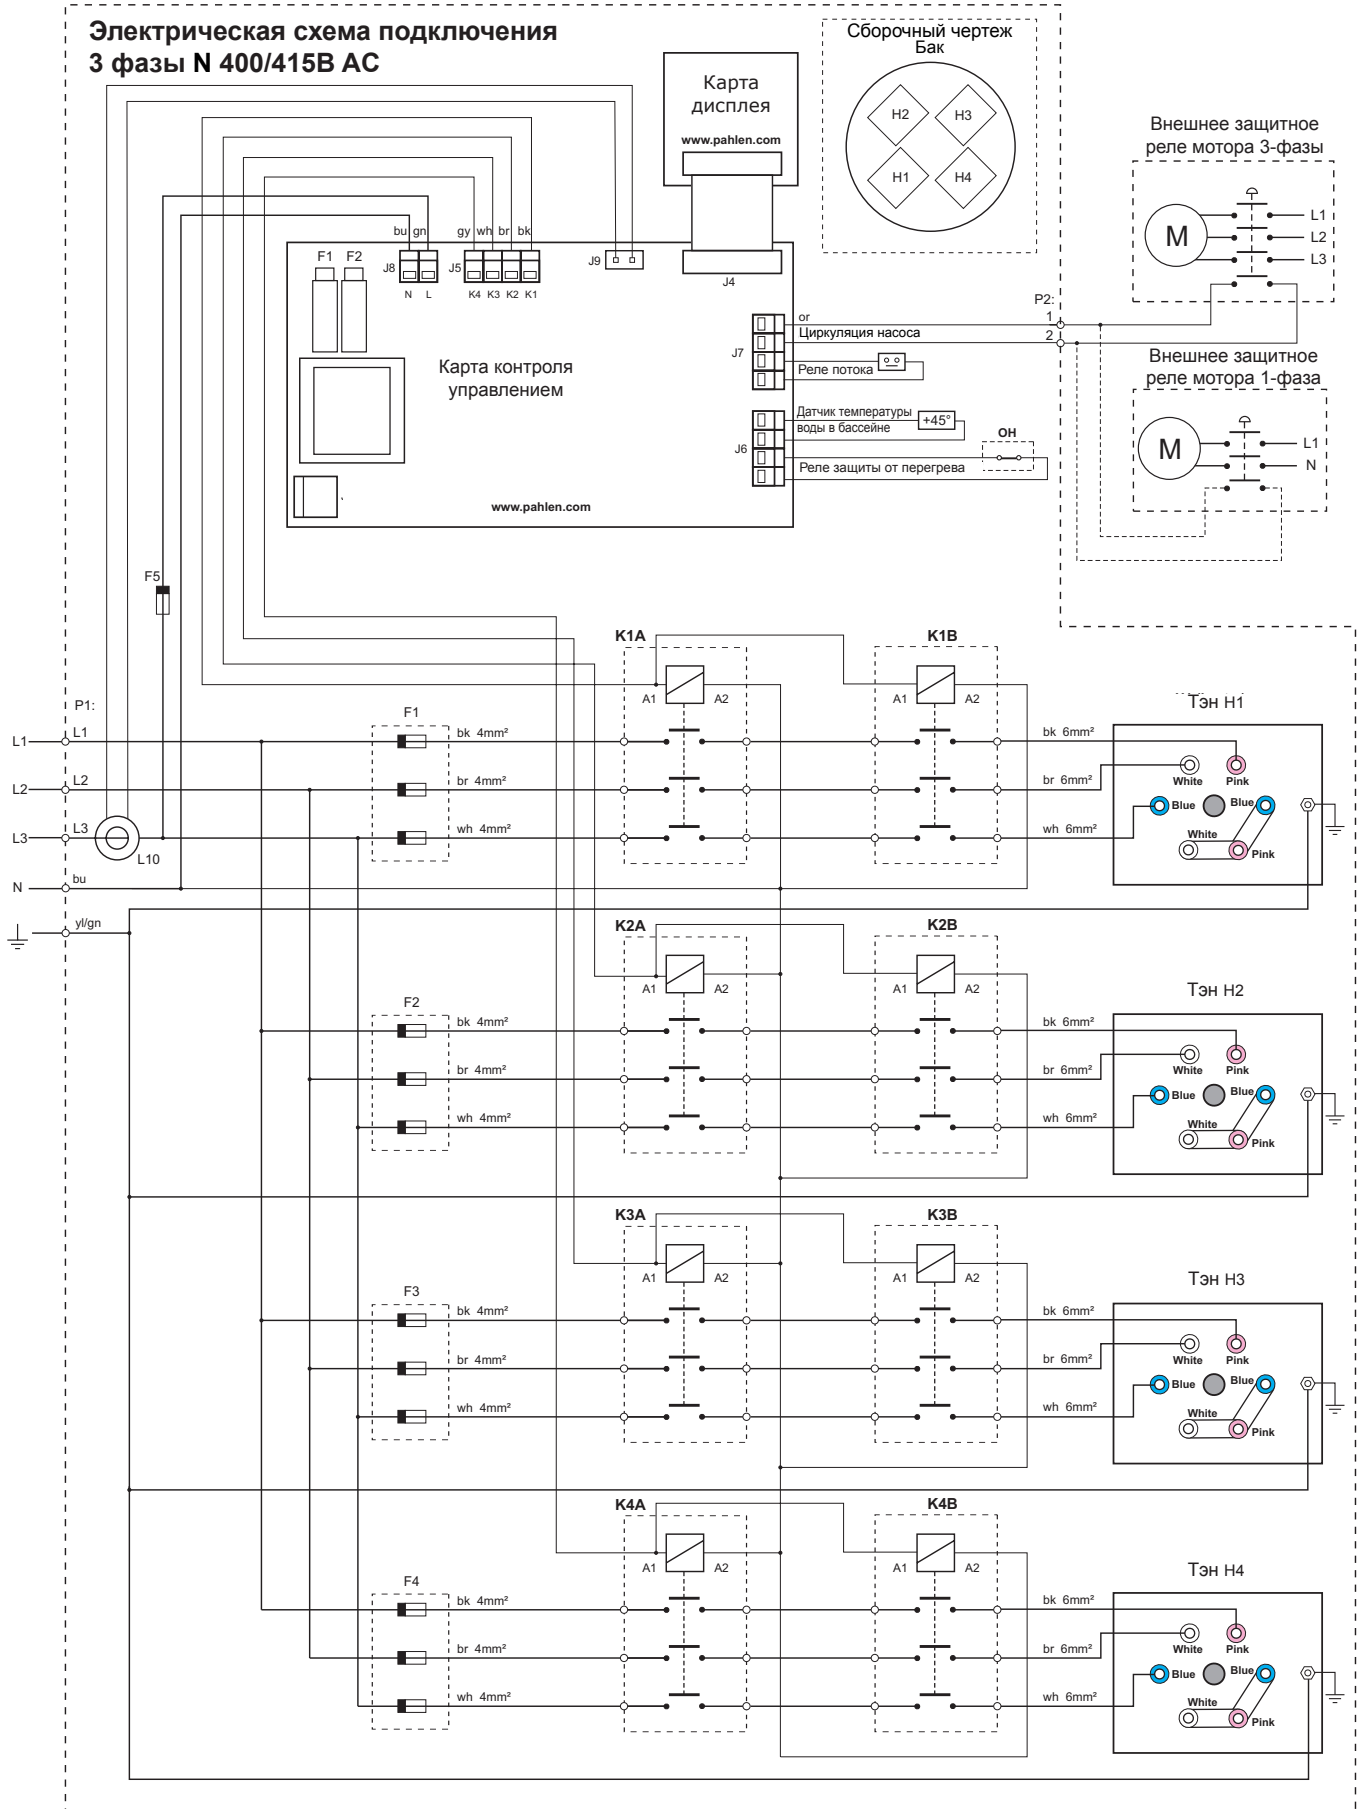 Электрическая схема подключения
3 фазы N 400/415В AC
Карта
дисплея
www.pahlen.com
Сборочный чертеж
Бак
H2
H3
H1
H4
Внешнее защитное
реле мотора 3-фазы
M
L1
L2
L3
bu gn
gy wh br bk
F1 F2
J8
J5
J9
J4
N L
K4 K3 K2 K1
P2:
1
2
or
Циркуляция насоса
J7
Реле потока
Карта контроля
управлением
Внешнее защитное
реле мотора 1-фаза
M
L1
N
Датчик температуры
воды в бассейне
+45°
J6
OH
Реле защиты от перегрева
www.pahlen.com
F5
K1A
K1B
A1 A2
A1 A2
P1:
F1
Тэн H1
L1 L1
bk 4mm²
bk 6mm²
L2 L2
br 4mm²
br 6mm²
White Pink
Blue Blue
L3 L3
wh 4mm²
wh 6mm²
White
Pink
L10
N bu
yl/gn
K2A
K2B
A1 A2
A1 A2
F2
Тэн H2
bk 4mm²
bk 6mm²
br 4mm²
br 6mm²
White Pink
Blue Blue
wh 4mm²
wh 6mm²
White
Pink
K3A
K3B
A1 A2
A1 A2
F3
Тэн H3
bk 4mm²
bk 6mm²
br 4mm²
br 6mm²
White Pink
Blue Blue
wh 4mm²
wh 6mm²
White
Pink
K4A
K4B
A1 A2
A1 A2
F4
Тэн H4
bk 4mm²
bk 6mm²
br 4mm²
br 6mm²
White Pink
Blue Blue
wh 4mm²
wh 6mm²
White
Pink